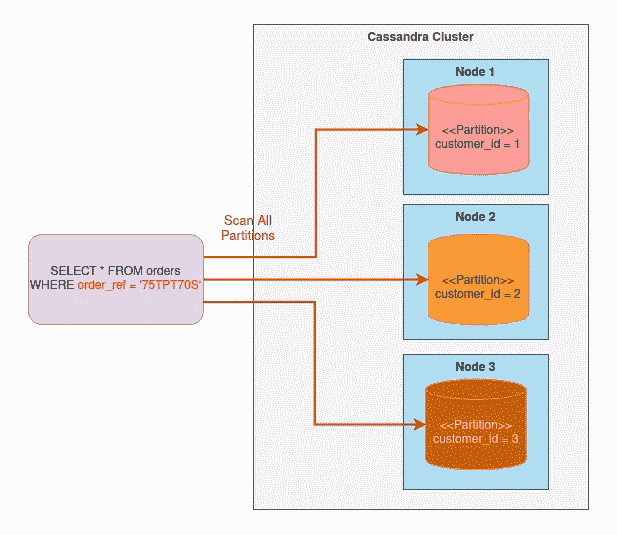 Cassandra Cluster
Node 1
<<Partition>>
customer_id = 1
Scan All
Partitions
Node 2
SELECT * FROM orders
WHERE order_ref = '75TPT70S'
<<Partition>>
customer_id = 2
Node 3
<<Partition>>
customer_id = 3